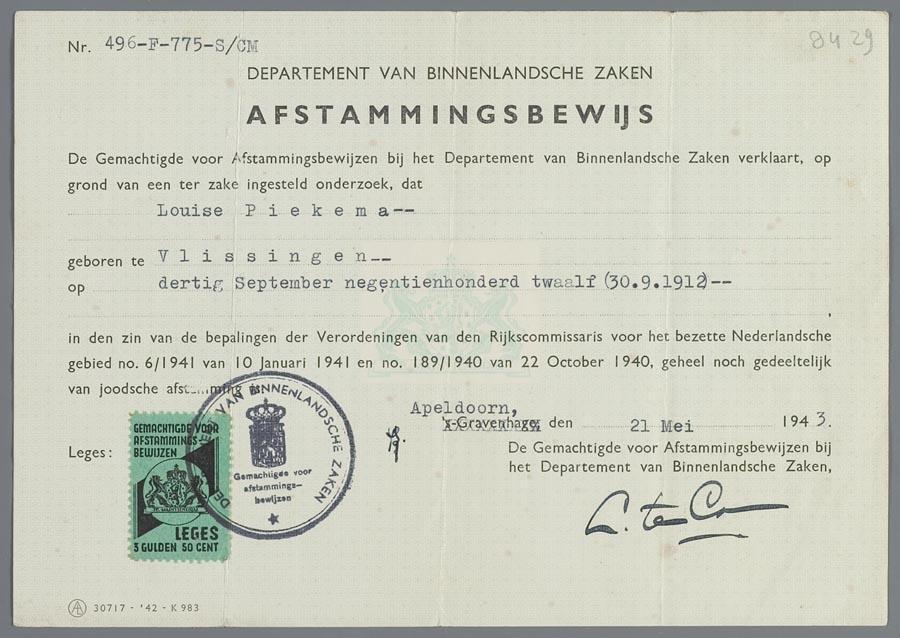 Nr. 496-F-775-S/CM
8429
DEPARTEMENT VAN BINNENLANDSCHE ZAKEN
AFSTAMMINGSBEWIJS
De Gemachtigde voor Afstammingsbewijzen bij het Departement van Binnenlandsche Zaken verklaart, op
grond van een ter zake ingesteld onderzoek, dat
Louise Piekema--
geboren te Vlissingen--
op dertig September negentienhonderd twaalf (30.9.1912)--
,
in den zin van de bepalingen der Verordeningen van den Rijkscommissaris voor het bezette Nederlandsche
gebied no. 6/1941 van 10 Januari 1941 en no. 189/1940 van 22 October 1940, geheel noch gedeeltelijk
van joodsche afstamming is.
Apeldoorn,
's-Gravenhage den 21 Mei 1943.
Leges:
De Gemachtigde voor Afstammingsbewijzen bij
het Departement van Binnenlandsche Zaken,
GEMACHTIGDE VOOR
AFSTAMMINGS-
BEWIJZEN
LEGES
3 GULDEN 50 CENT
VAN BINNENLANDSCHE ZAKEN
Gemachtigde voor
afstammings-
bewijzen
30717 - '42 - K 983